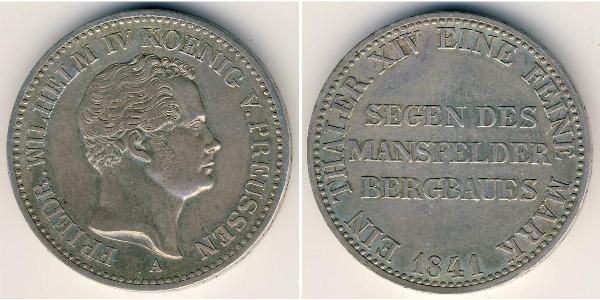 FRIEDR. WILHELM IV KOENIG V. PREUSSEN
A
EIN THALER XIV EINE FEINE MARK
SEGEN DES
MANSFELDER
BERGBAUES
1841